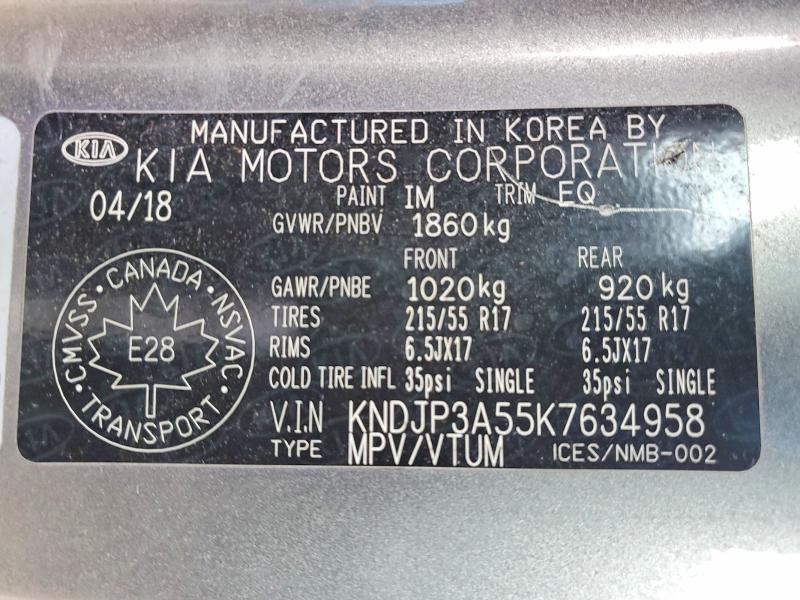 MANUFACTURED IN KOREA BY
KIA
KIA MOTORS CORPORATION
04/18
PAINT IM TRIM EQ
GVWR/PNBV 1860kg
FRONT REAR
GAWR/PNBE 1020kg 920kg
TIRES 215/55 R17 215/55 R17
RIMS 6.5JX17 6.5JX17
COLD TIRE INFL 35psi SINGLE 35psi SINGLE
V.I.N KNDJP3A55K7634958
TYPE MPV/VTUM ICES/NMB-002
CMVSS · CANADA · NSVAC · TRANSPORT ·
E28